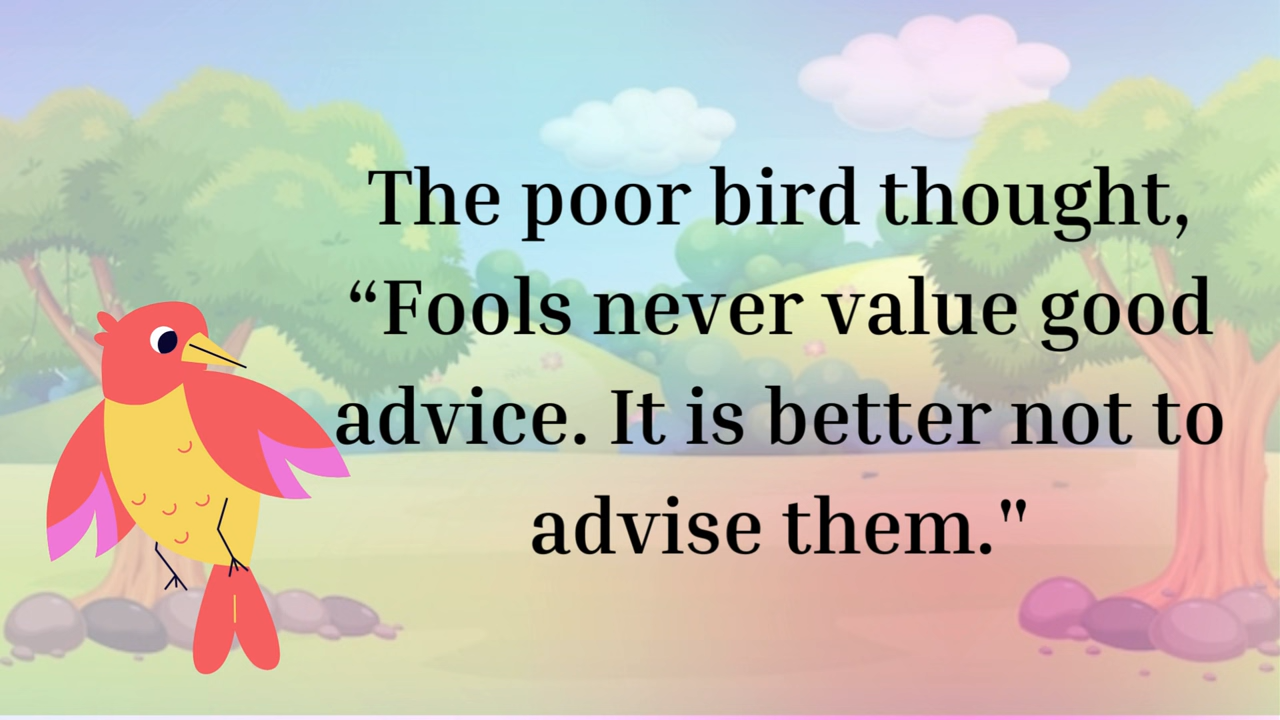 The poor bird thought,
“Fools never value good
advice. It is better not to
advise them."